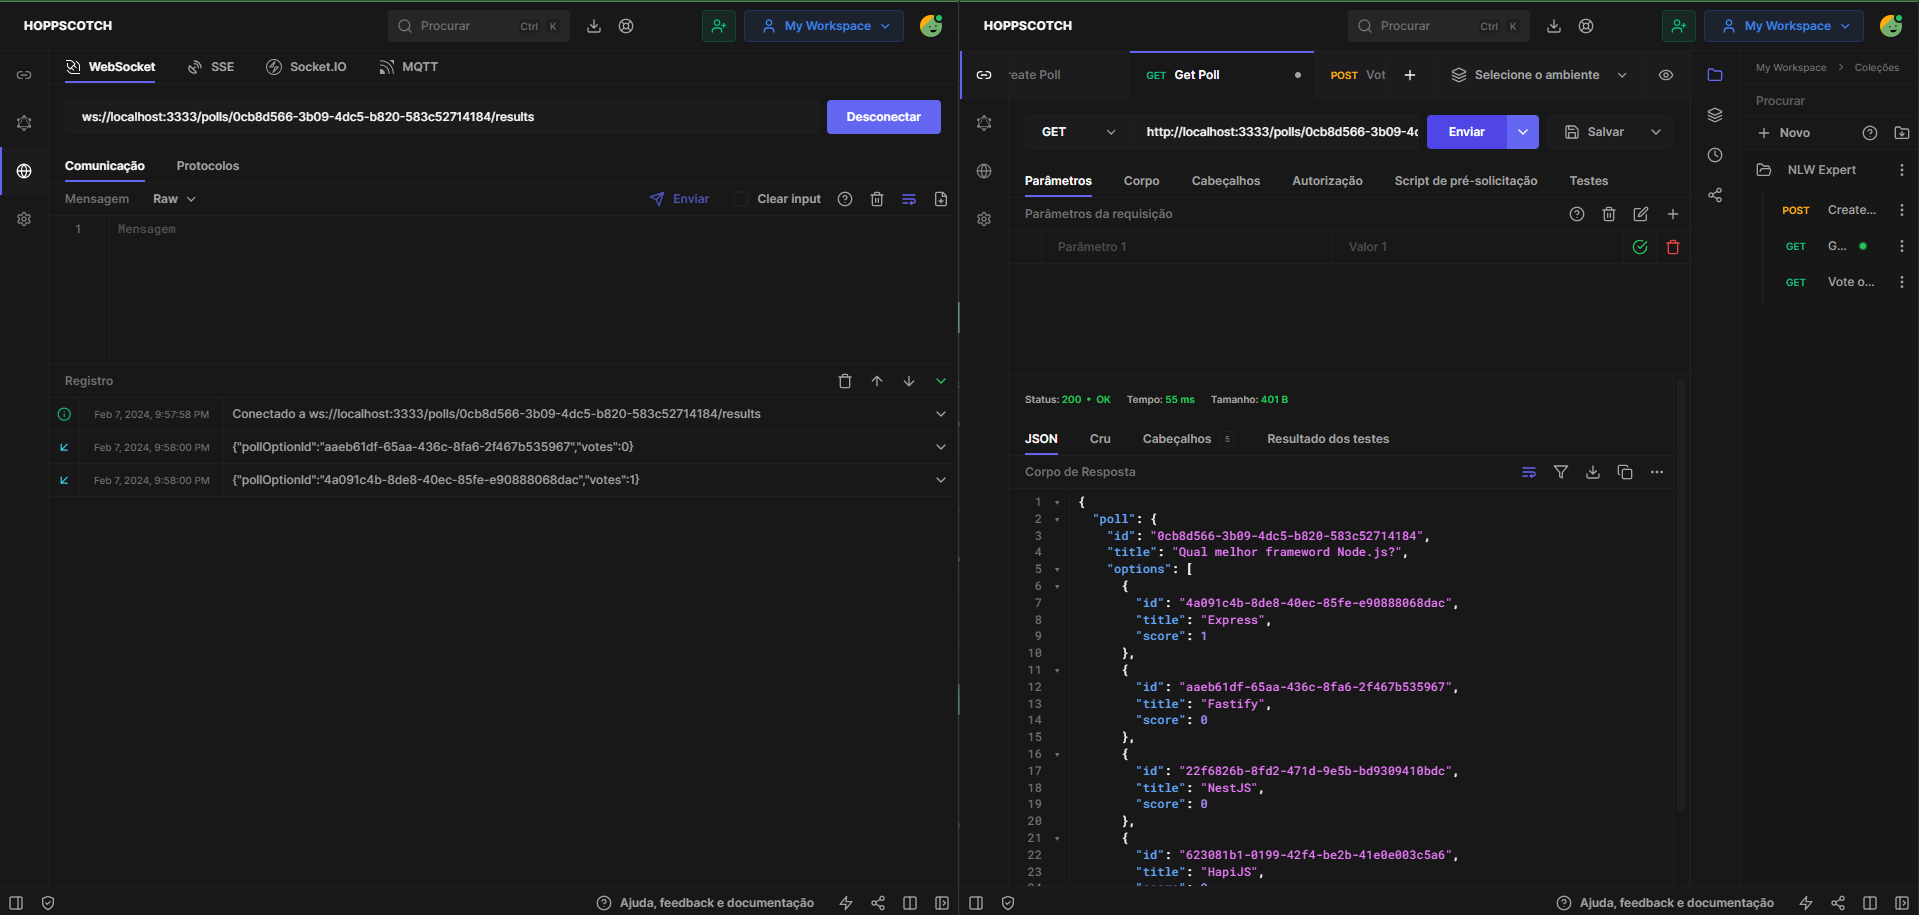 HOPPSCOTCH
Procurar
Ctrl K
My Workspace
WebSocket
SSE
Socket.IO
MQTT
ws://localhost:3333/polls/0cb8d566-3b09-4dc5-b820-583c52714184/results
Desconectar
Comunicação
Protocolos
Mensagem
Raw
Enviar
Clear input
1
Mensagem
Registro
Feb 7, 2024, 9:57:58 PM
Conectado a ws://localhost:3333/polls/0cb8d566-3b09-4dc5-b820-583c52714184/results
Feb 7, 2024, 9:58:00 PM
{"pollOptionId":"aaeb61df-65aa-436c-8fa6-2f467b535967","votes":0}
Feb 7, 2024, 9:58:00 PM
{"pollOptionId":"4a091c4b-8de8-40ec-85fe-e90888068dac","votes":1}
Ajuda, feedback e documentação
HOPPSCOTCH
Procurar
Ctrl K
My Workspace
reate Poll
GET Get Poll
POST Vot
Selecione o ambiente
GET
http://localhost:3333/polls/0cb8d566-3b09-4c
Enviar
Salvar
Parâmetros
Corpo
Cabeçalhos
Autorização
Script de pré-solicitação
Testes
Parâmetros da requisição
Parâmetro 1
Valor 1
Status: 200 • OK
Tempo: 55 ms
Tamanho: 401 B
JSON
Cru
Cabeçalhos 5
Resultado dos testes
Corpo de Resposta
1 {
2 "poll": {
3 "id": "0cb8d566-3b09-4dc5-b820-583c52714184",
4 "title": "Qual melhor frameword Node.js?",
5 "options": [
6 {
7 "id": "4a091c4b-8de8-40ec-85fe-e90888068dac",
8 "title": "Express",
9 "score": 1
10 },
11 {
12 "id": "aaeb61df-65aa-436c-8fa6-2f467b535967",
13 "title": "Fastify",
14 "score": 0
15 },
16 {
17 "id": "22f6826b-8fd2-471d-9e5b-bd9309410bdc",
18 "title": "NestJS",
19 "score": 0
20 },
21 {
22 "id": "623081b1-0199-42f4-be2b-41e0e003c5a6",
23 "title": "HapiJS",
My Workspace
Coleções
Procurar
Novo
NLW Expert
POST Create...
GET G...
GET Vote o...
Ajuda, feedback e documentação